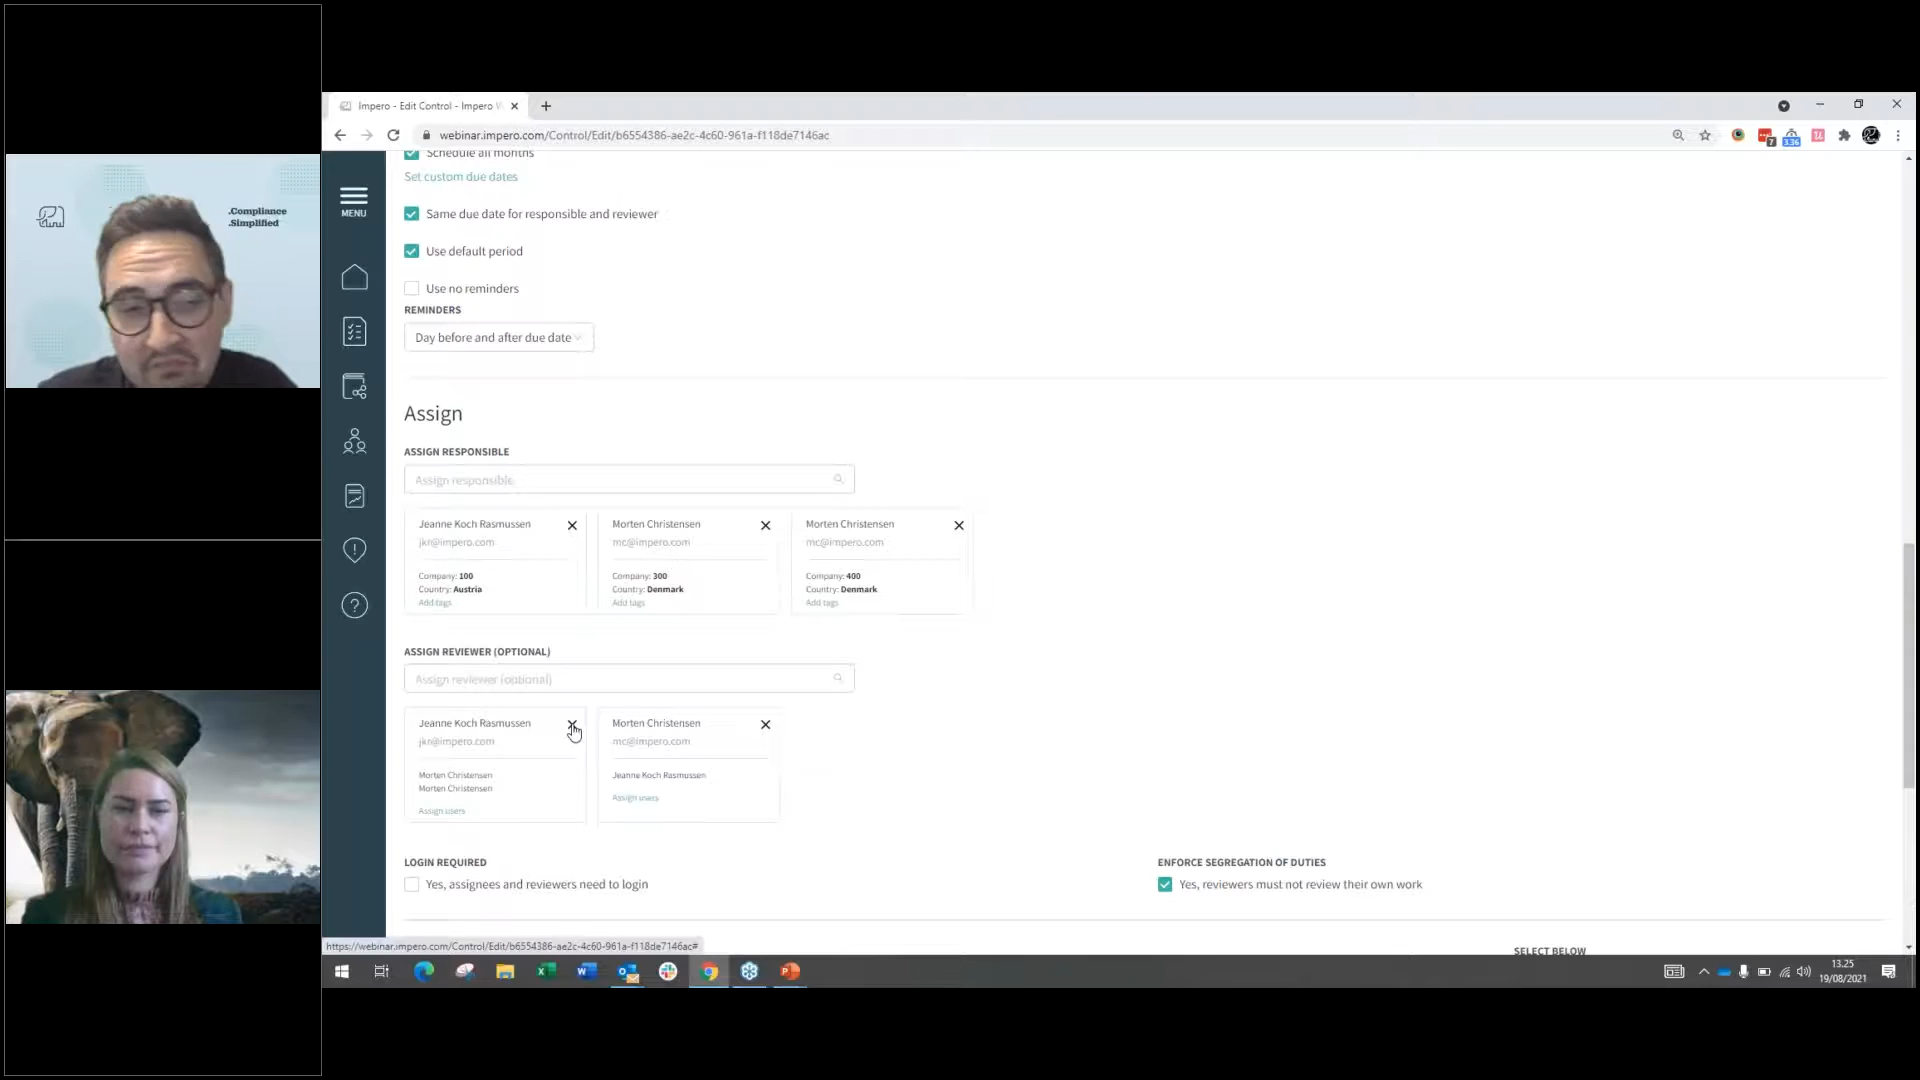 .Compliance
.Simplified
Impero - Edit Control - Impero W
webinar.impero.com/Control/Edit/b6554386-ae2c-4c60-961a-f118de7146ac
7
3.36
MENU
Schedule all months
Set custom due dates
Same due date for responsible and reviewer
Use default period
Use no reminders
REMINDERS
Day before and after due date
Assign
ASSIGN RESPONSIBLE
Assign responsible
Jeanne Koch Rasmussen
jkr@impero.com
Company: 100
Country: Austria
Add tags
Morten Christensen
mc@impero.com
Company: 300
Country: Denmark
Add tags
Morten Christensen
mc@impero.com
Company: 400
Country: Denmark
Add tags
ASSIGN REVIEWER (OPTIONAL)
Assign reviewer (optional)
Jeanne Koch Rasmussen
jkr@impero.com
Morten Christensen
Morten Christensen
Assign users
Morten Christensen
mc@impero.com
Jeanne Koch Rasmussen
Assign users
LOGIN REQUIRED
Yes, assignees and reviewers need to login
ENFORCE SEGREGATION OF DUTIES
Yes, reviewers must not review their own work
SELECT BELOW
https://webinar.impero.com/Control/Edit/b6554386-ae2c-4c60-961a-f118de7146ac#
13.25
19/08/2021